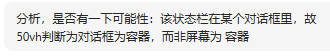 分析，是否有一下可能性：该状态栏在某个对话框里，故
50vh判断为对话框为容器，而非屏幕为 容器